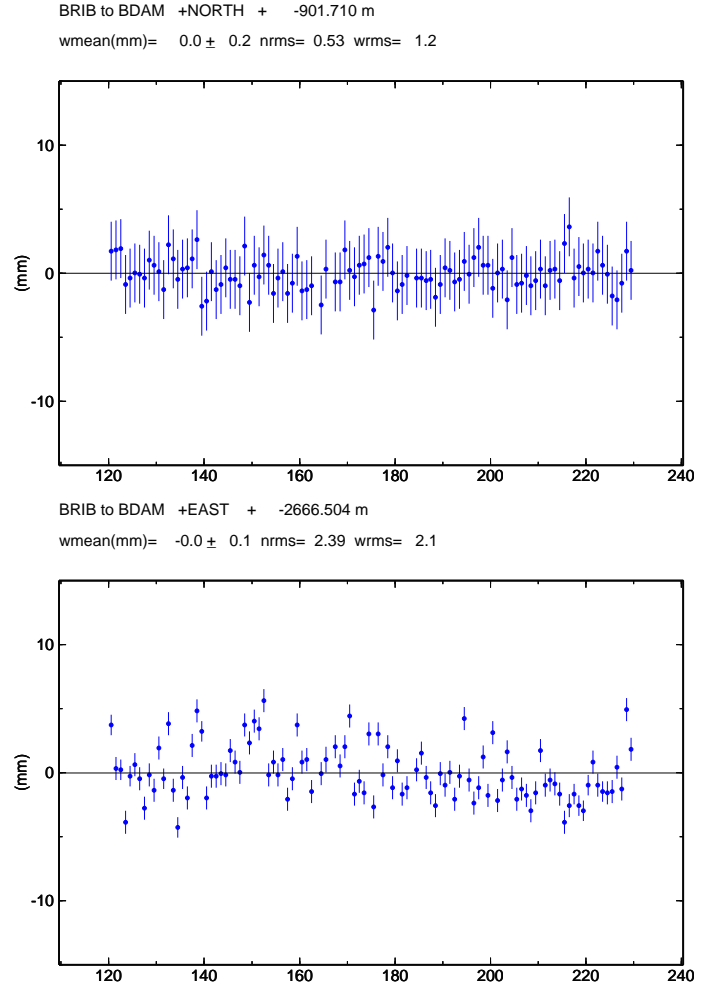 BRIB to BDAM +NORTH + -901.710 m
wmean(mm)= 0.0 ± 0.2 nrms= 0.53 wrms= 1.2
10
0
-10
(mm)
120 140 160 180 200 220 240
BRIB to BDAM +EAST + -2666.504 m
wmean(mm)= -0.0 ± 0.1 nrms= 2.39 wrms= 2.1
10
0
-10
(mm)
120 140 160 180 200 220 240